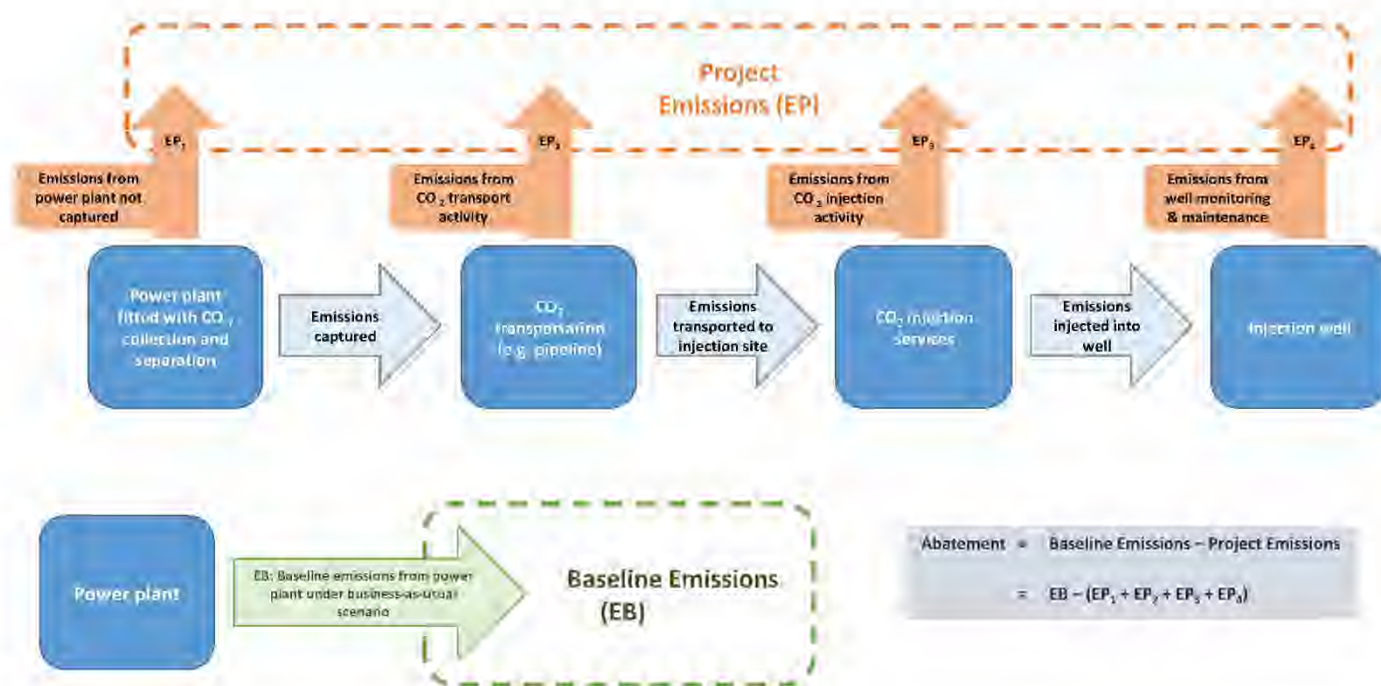 Project
Emissions (EP)
EP₁
EP₂
EP₃
EP₄
Emissions from
power plant not
captured
Emissions from
CO₂ transport
activity
Emissions from
CO₂ injection
activity
Emissions from
well monitoring
& maintenance
Power plant
fitted with CO₂
collection and
separation
Emissions
captured
CO₂
transportation
(e.g. pipeline)
Emissions
transported to
injection site
CO₂ injection
services
Emissions
injected into
well
Injection well
Power plant
EB: Baseline emissions from power
plant under business-as-usual
scenario
Baseline Emissions
(EB)
Abatement = Baseline Emissions – Project Emissions
= EB – (EP₁ + EP₂ + EP₃ + EP₄)